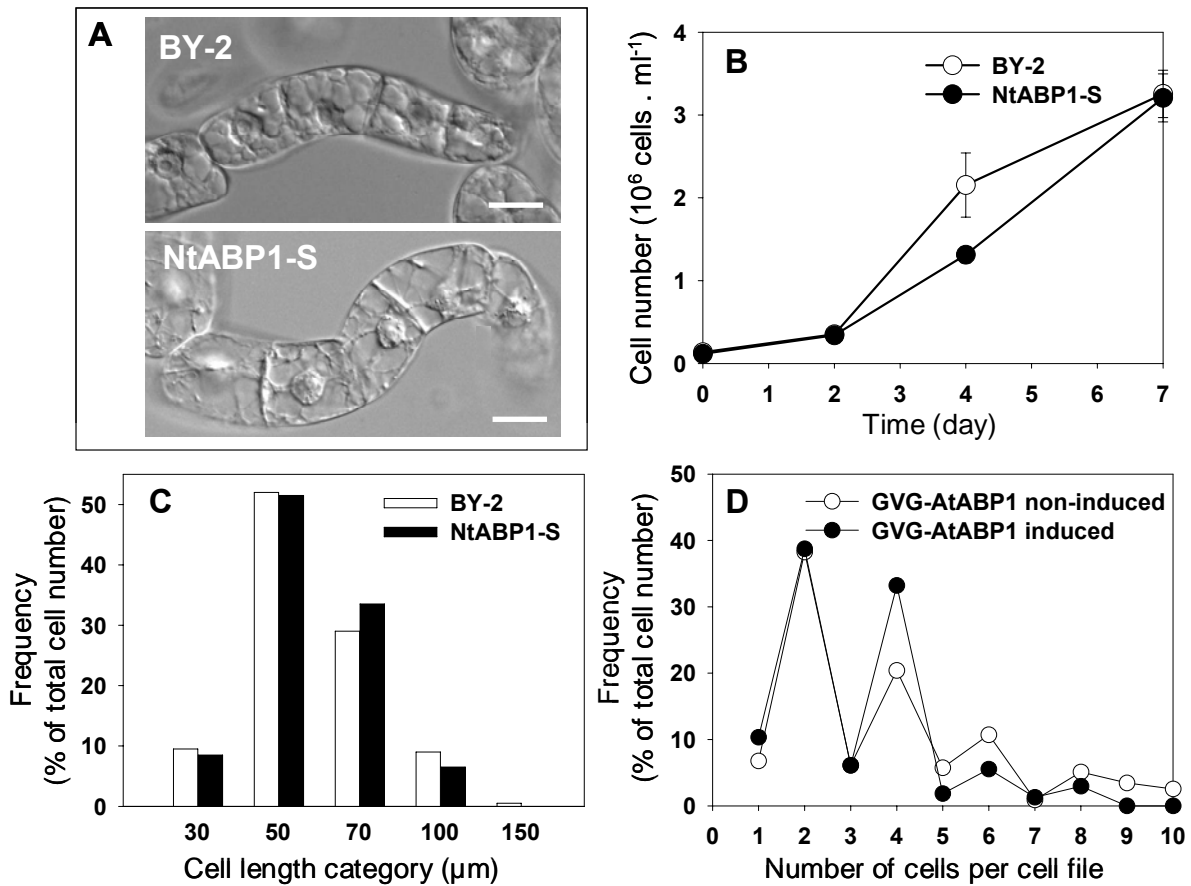 A
BY-2
NtABP1-S
B
BY-2
NtABP1-S
Cell number (10⁶ cells . ml⁻¹)
4
3
2
1
0
0 1 2 3 4 5 6 7
Time (day)
C
BY-2
NtABP1-S
Frequency
(% of total cell number)
50
40
30
20
10
0
30 50 70 100 150
Cell length category (µm)
D
GVG-AtABP1 non-induced
GVG-AtABP1 induced
Frequency
(% of total cell number)
50
40
30
20
10
0
0 1 2 3 4 5 6 7 8 9 10
Number of cells per cell file